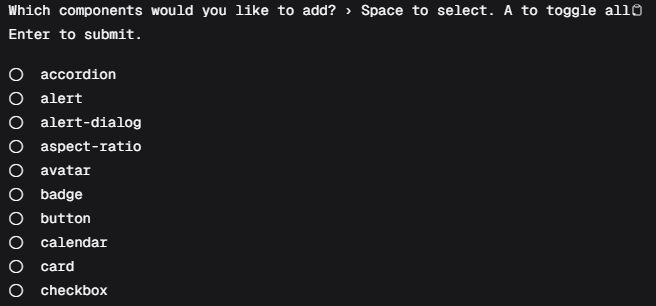 Which components would you like to add? › Space to select. A to toggle all
Enter to submit.
accordion
alert
alert-dialog
aspect-ratio
avatar
badge
button
calendar
card
checkbox